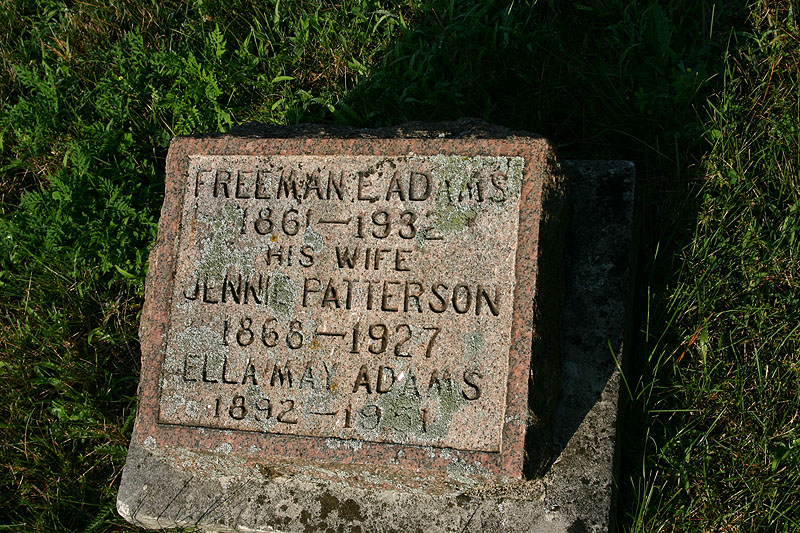 FREEMAN E. ADAMS
1861—1932
HIS WIFE
JENNIE PATTERSON
1868—1927
ELLA MAY ADAMS
1892—1951